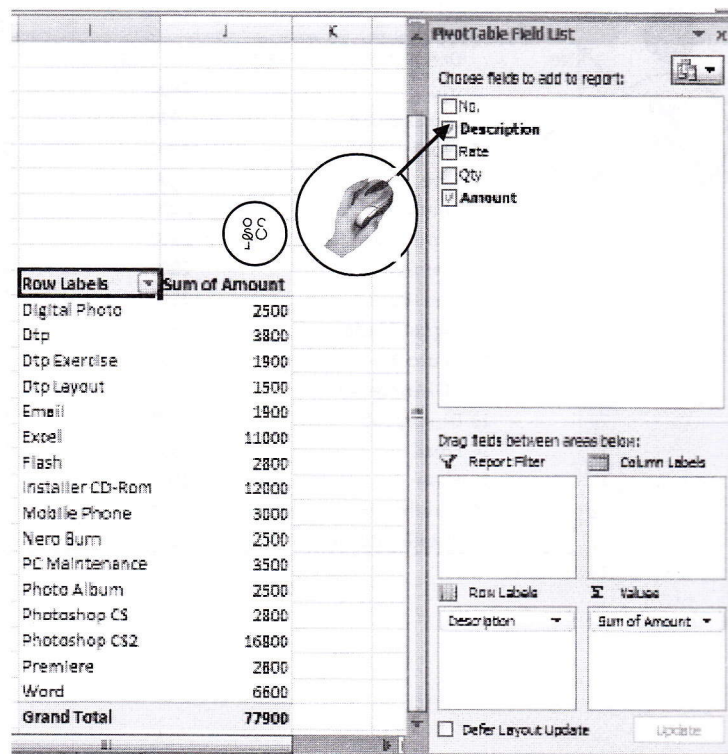 I J K
PivotTable Field List
Choose fields to add to report:
No.
Description
Rate
Qty
Amount
နှိပ်
Row Labels Sum of Amount
Digital Photo 2500
Dtp 3800
Dtp Exercise 1900
Dtp Layout 1500
Email 1900
Excell 11000
Flash 2800
Installer CD-Rom 12000
Mobile Phone 3000
Nero Burn 2500
PC Maintenance 3500
Photo Album 2500
Photoshop CS 2800
Photoshop CS2 16800
Premiere 2800
Word 6600
Grand Total 77900
Drag fields between areas below:
Report Filter Column Labels
Row Labels Σ Values
Description Sum of Amount
Defer Layout Update Update